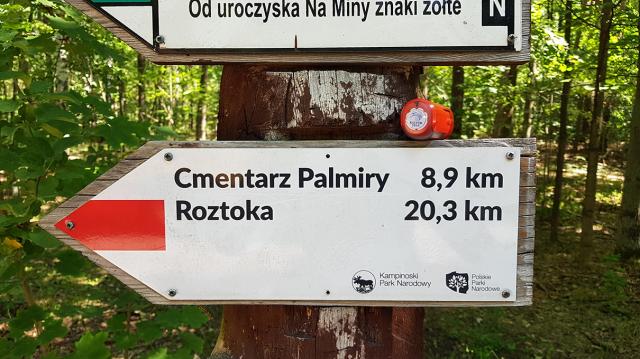 Od uroczyska Na Miny znaki żółte
N
Cmentarz Palmiry 8,9 km
Roztoka 20,3 km
Kampinoski
Park Narodowy
Polskie
Parki
Narodowe